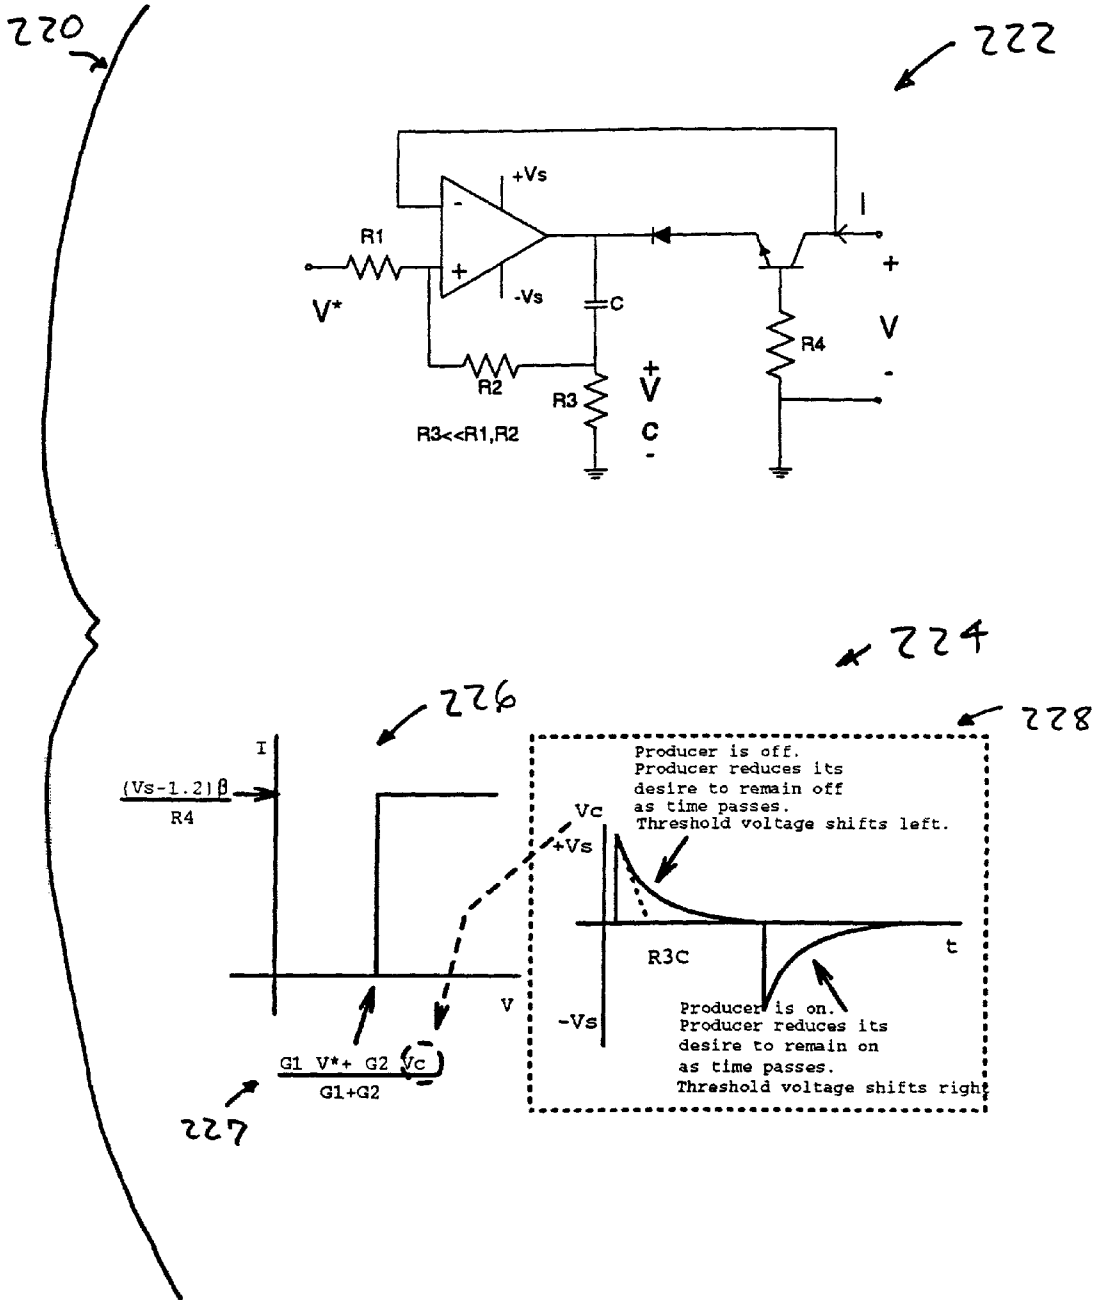 220
222
+Vs
-
I
R1
+
+
V*
-Vs
C
R4
V
R2
+
-
R3
V
R3<<R1,R2
C
-
224
226
228
I
Producer is off.
Producer reduces its
desire to remain off
as time passes.
Threshold voltage shifts left.
(Vs-1.2)β
R4
Vc
+Vs
R3C
t
V
-Vs
Producer is on.
Producer reduces its
desire to remain on
as time passes.
Threshold voltage shifts right
G1 V*+ G2 Vc
G1+G2
227